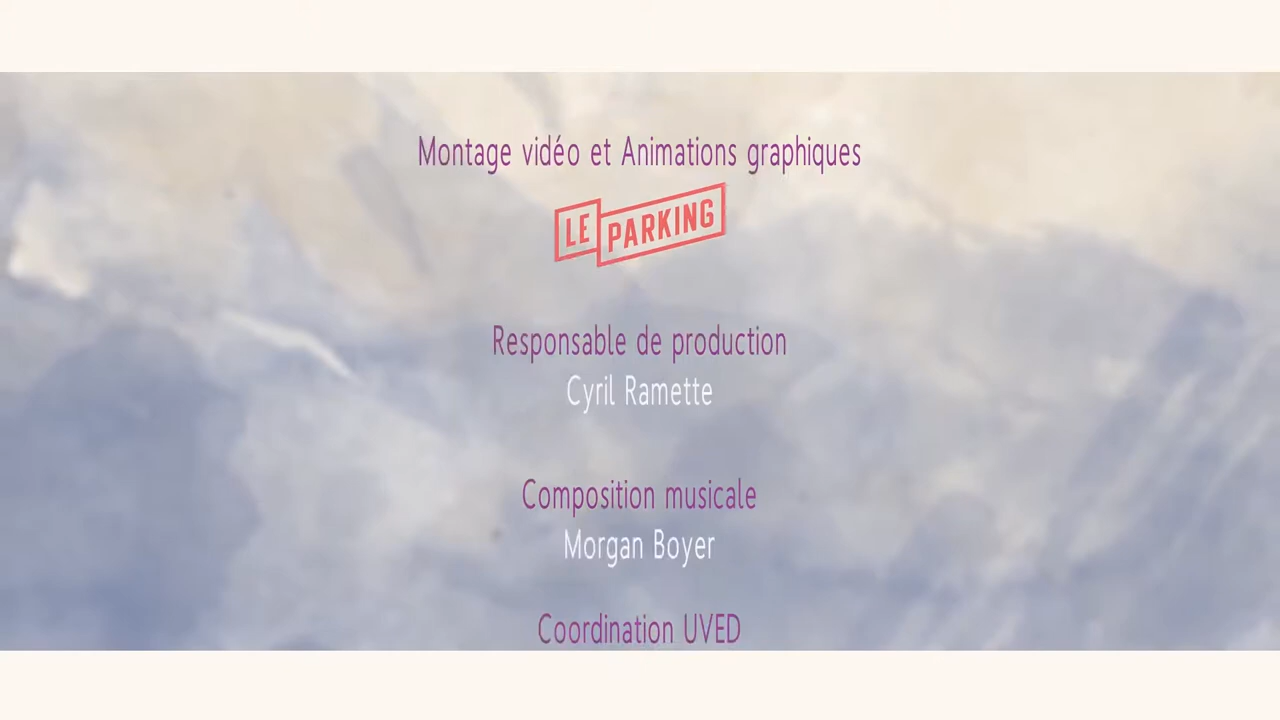 Montage vidéo et Animations graphiques
LE PARKING
Responsable de production
Cyril Ramette
Composition musicale
Morgan Boyer
Coordination UVED